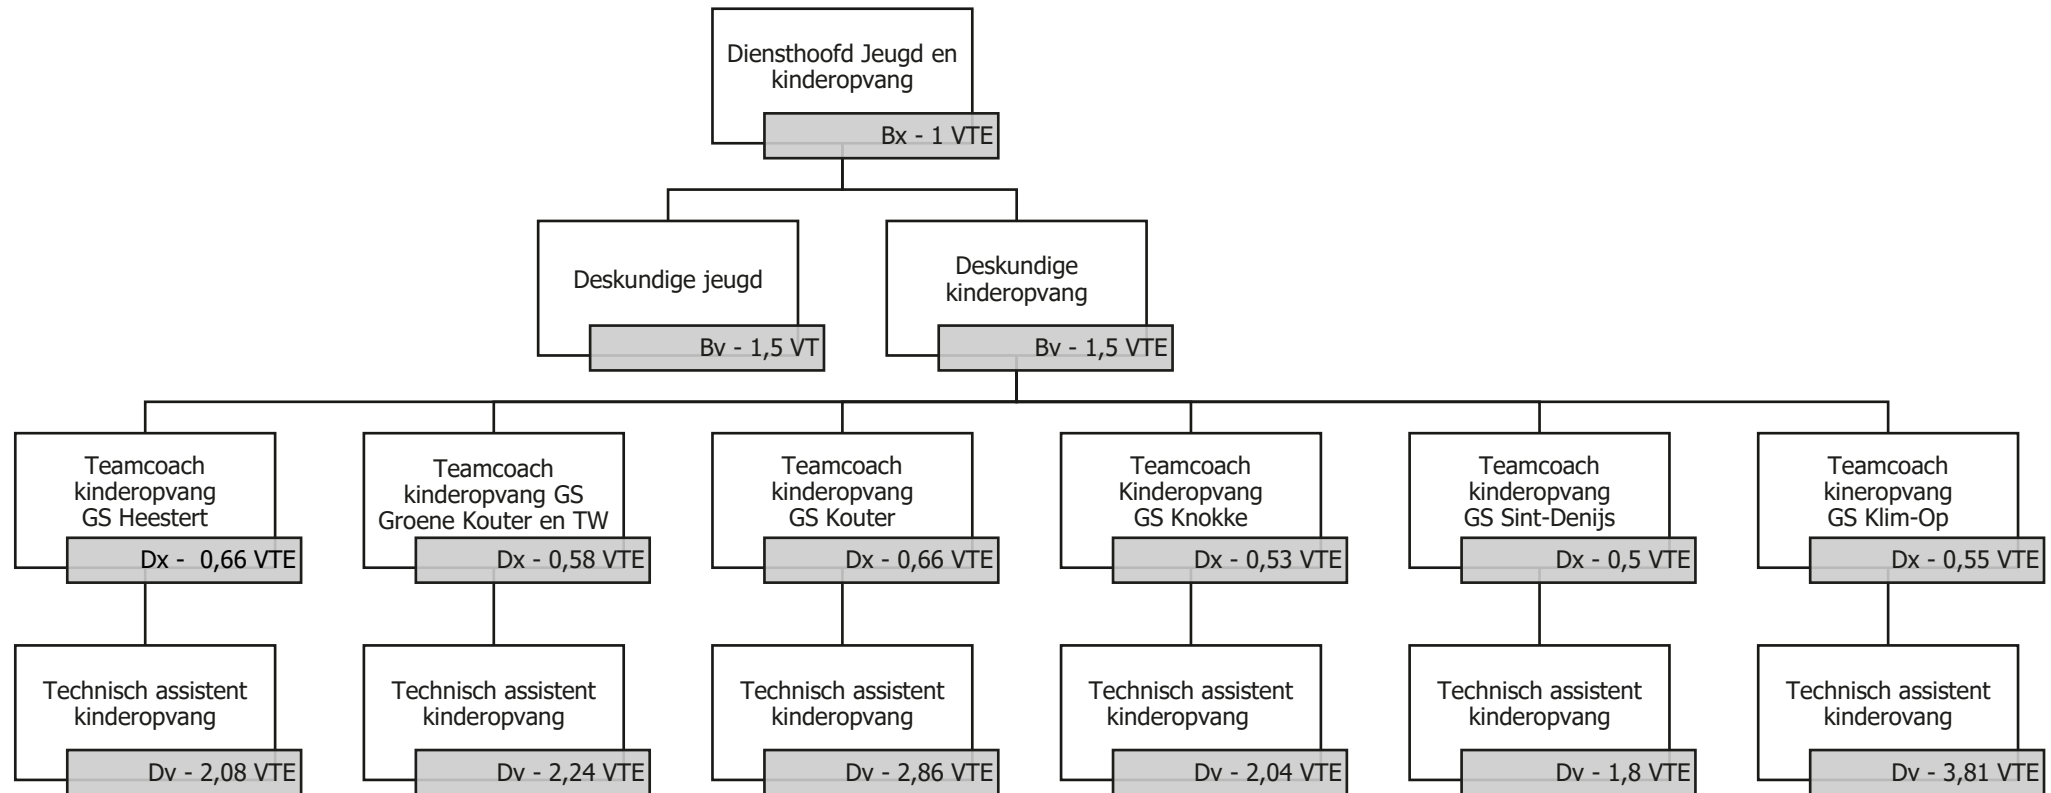 Diensthoofd Jeugd en
kinderopvang
Bx - 1 VTE
Deskundige jeugd
Bv - 1,5 VT
Deskundige
kinderopvang
Bv - 1,5 VTE
Teamcoach
kinderopvang
GS Heestert
Dx -  0,66 VTE
Teamcoach
kinderopvang GS
Groene Kouter en TW
Dx - 0,58 VTE
Teamcoach
kinderopvang
GS Kouter
Dx - 0,66 VTE
Teamcoach
Kinderopvang
GS Knokke
Dx - 0,53 VTE
Teamcoach
kinderopvang
GS Sint-Denijs
Dx - 0,5 VTE
Teamcoach
kineropvang
GS Klim-Op
Dx - 0,55 VTE
Technisch assistent
kinderopvang
Dv - 2,08 VTE
Technisch assistent
kinderopvang
Dv - 2,24 VTE
Technisch assistent
kinderopvang
Dv - 2,86 VTE
Technisch assistent
kinderopvang
Dv - 2,04 VTE
Technisch assistent
kinderopvang
Dv - 1,8 VTE
Technisch assistent
kinderovang
Dv - 3,81 VTE